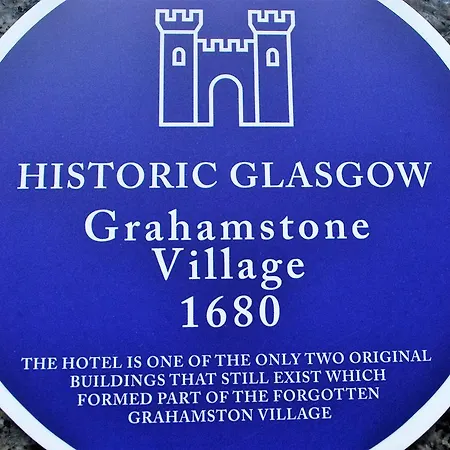 HISTORIC GLASGOW
Grahamstone
Village
1680
THE HOTEL IS ONE OF THE ONLY TWO ORIGINAL
BUILDINGS THAT STILL EXIST WHICH
FORMED PART OF THE FORGOTTEN
GRAHAMSTON VILLAGE